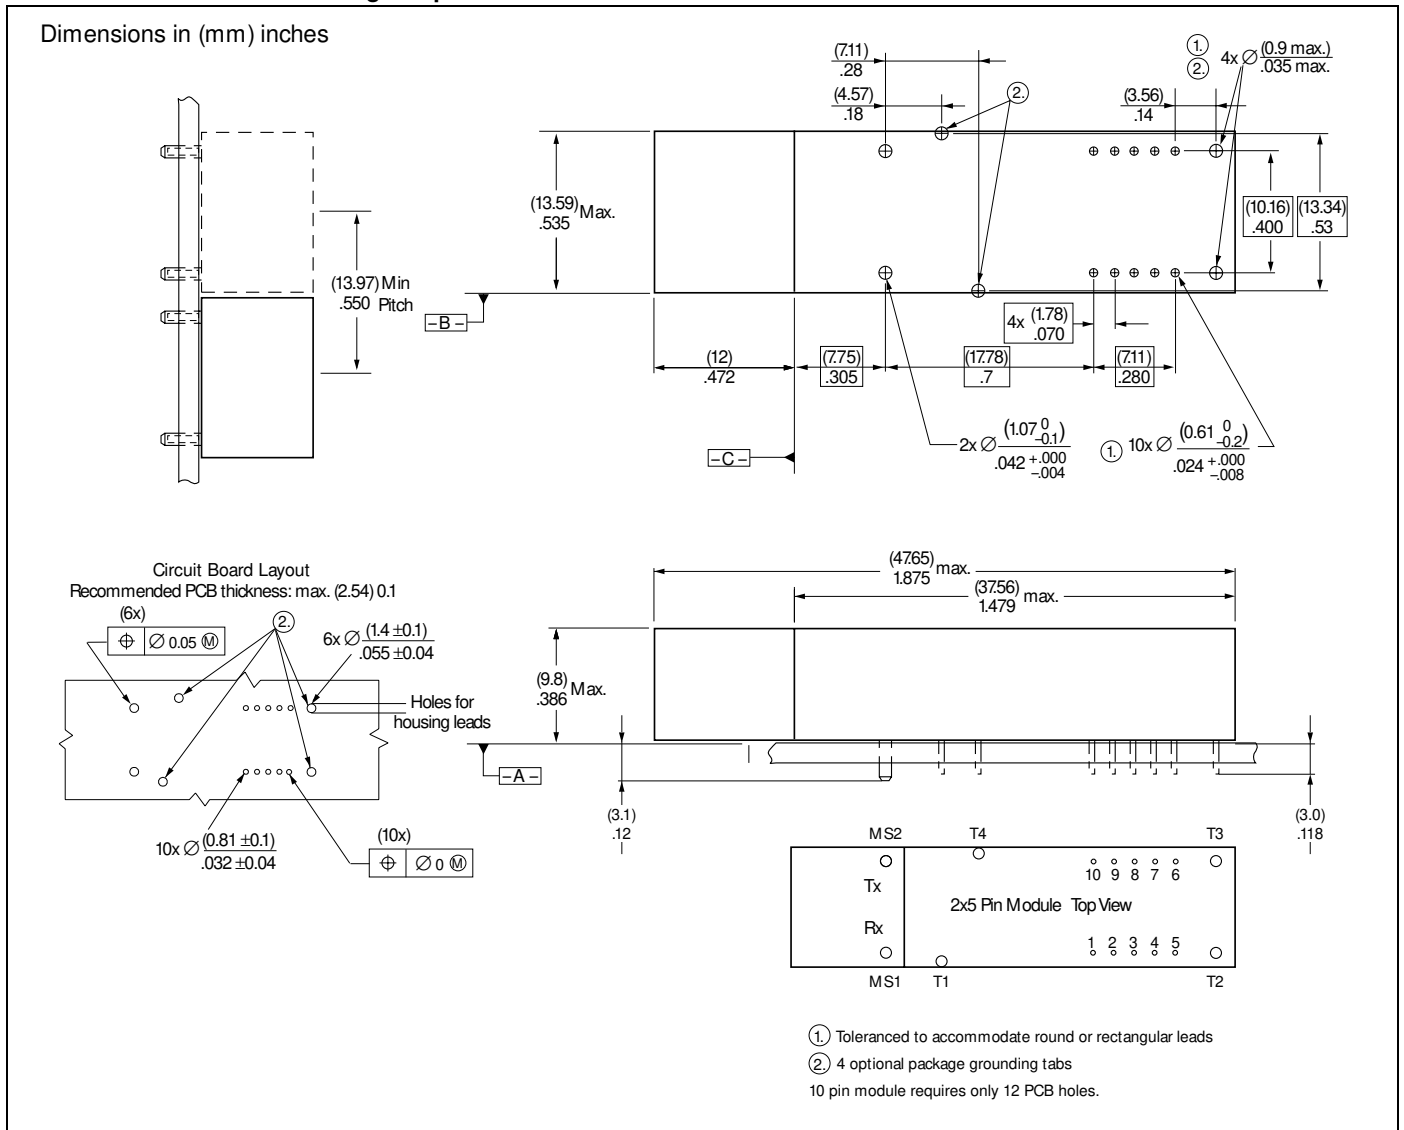 Dimensions in (mm) inches
(7.11)
.28
(4.57)
.18
2.
1.
2.
4x ∅ (0.9 max.)
.035 max.
(3.56)
.14
(13.59) Max.
.535
(10.16)
.400
(13.34)
.53
(13.97) Min
.550 Pitch
–B–
4x (1.78)
.070
(12)
.472
(7.75)
.305
(17.78)
.7
(7.11)
.280
–C–
2x ∅ (1.07 0 –0.1)
.042 +.000 –.004
1. 10x ∅ (0.61 0 –0.2)
.024 +.000 –.008
Circuit Board Layout
Recommended PCB thickness: max. (2.54) 0.1
(6x)
⌖ ∅ 0.05 Ⓜ
2.
6x ∅ (1.4 ±0.1)
.055 ±0.04
Holes for
housing leads
10x ∅ (0.81 ±0.1)
.032 ±0.04
(10x)
⌖ ∅ 0 Ⓜ
(47.65) max.
1.875
(37.56) max.
1.479
(9.8) Max.
.386
–A–
(3.1)
.12
(3.0)
.118
MS2 T4 T3
Tx
10 9 8 7 6
2x5 Pin Module Top View
Rx
1 2 3 4 5
MS1 T1 T2
1. Toleranced to accommodate round or rectangular leads
2. 4 optional package grounding tabs
10 pin module requires only 12 PCB holes.